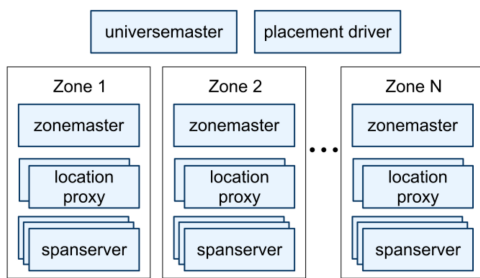 universemaster
placement driver
Zone 1
zonemaster
location
proxy
spanserver
Zone 2
zonemaster
location
proxy
spanserver
...
Zone N
zonemaster
location
proxy
spanserver